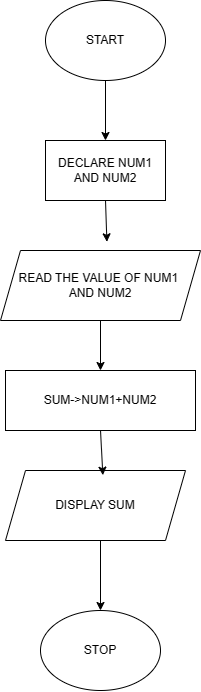 START
DECLARE NUM1
AND NUM2
READ THE VALUE OF NUM1
AND NUM2
SUM->NUM1+NUM2
DISPLAY SUM
STOP